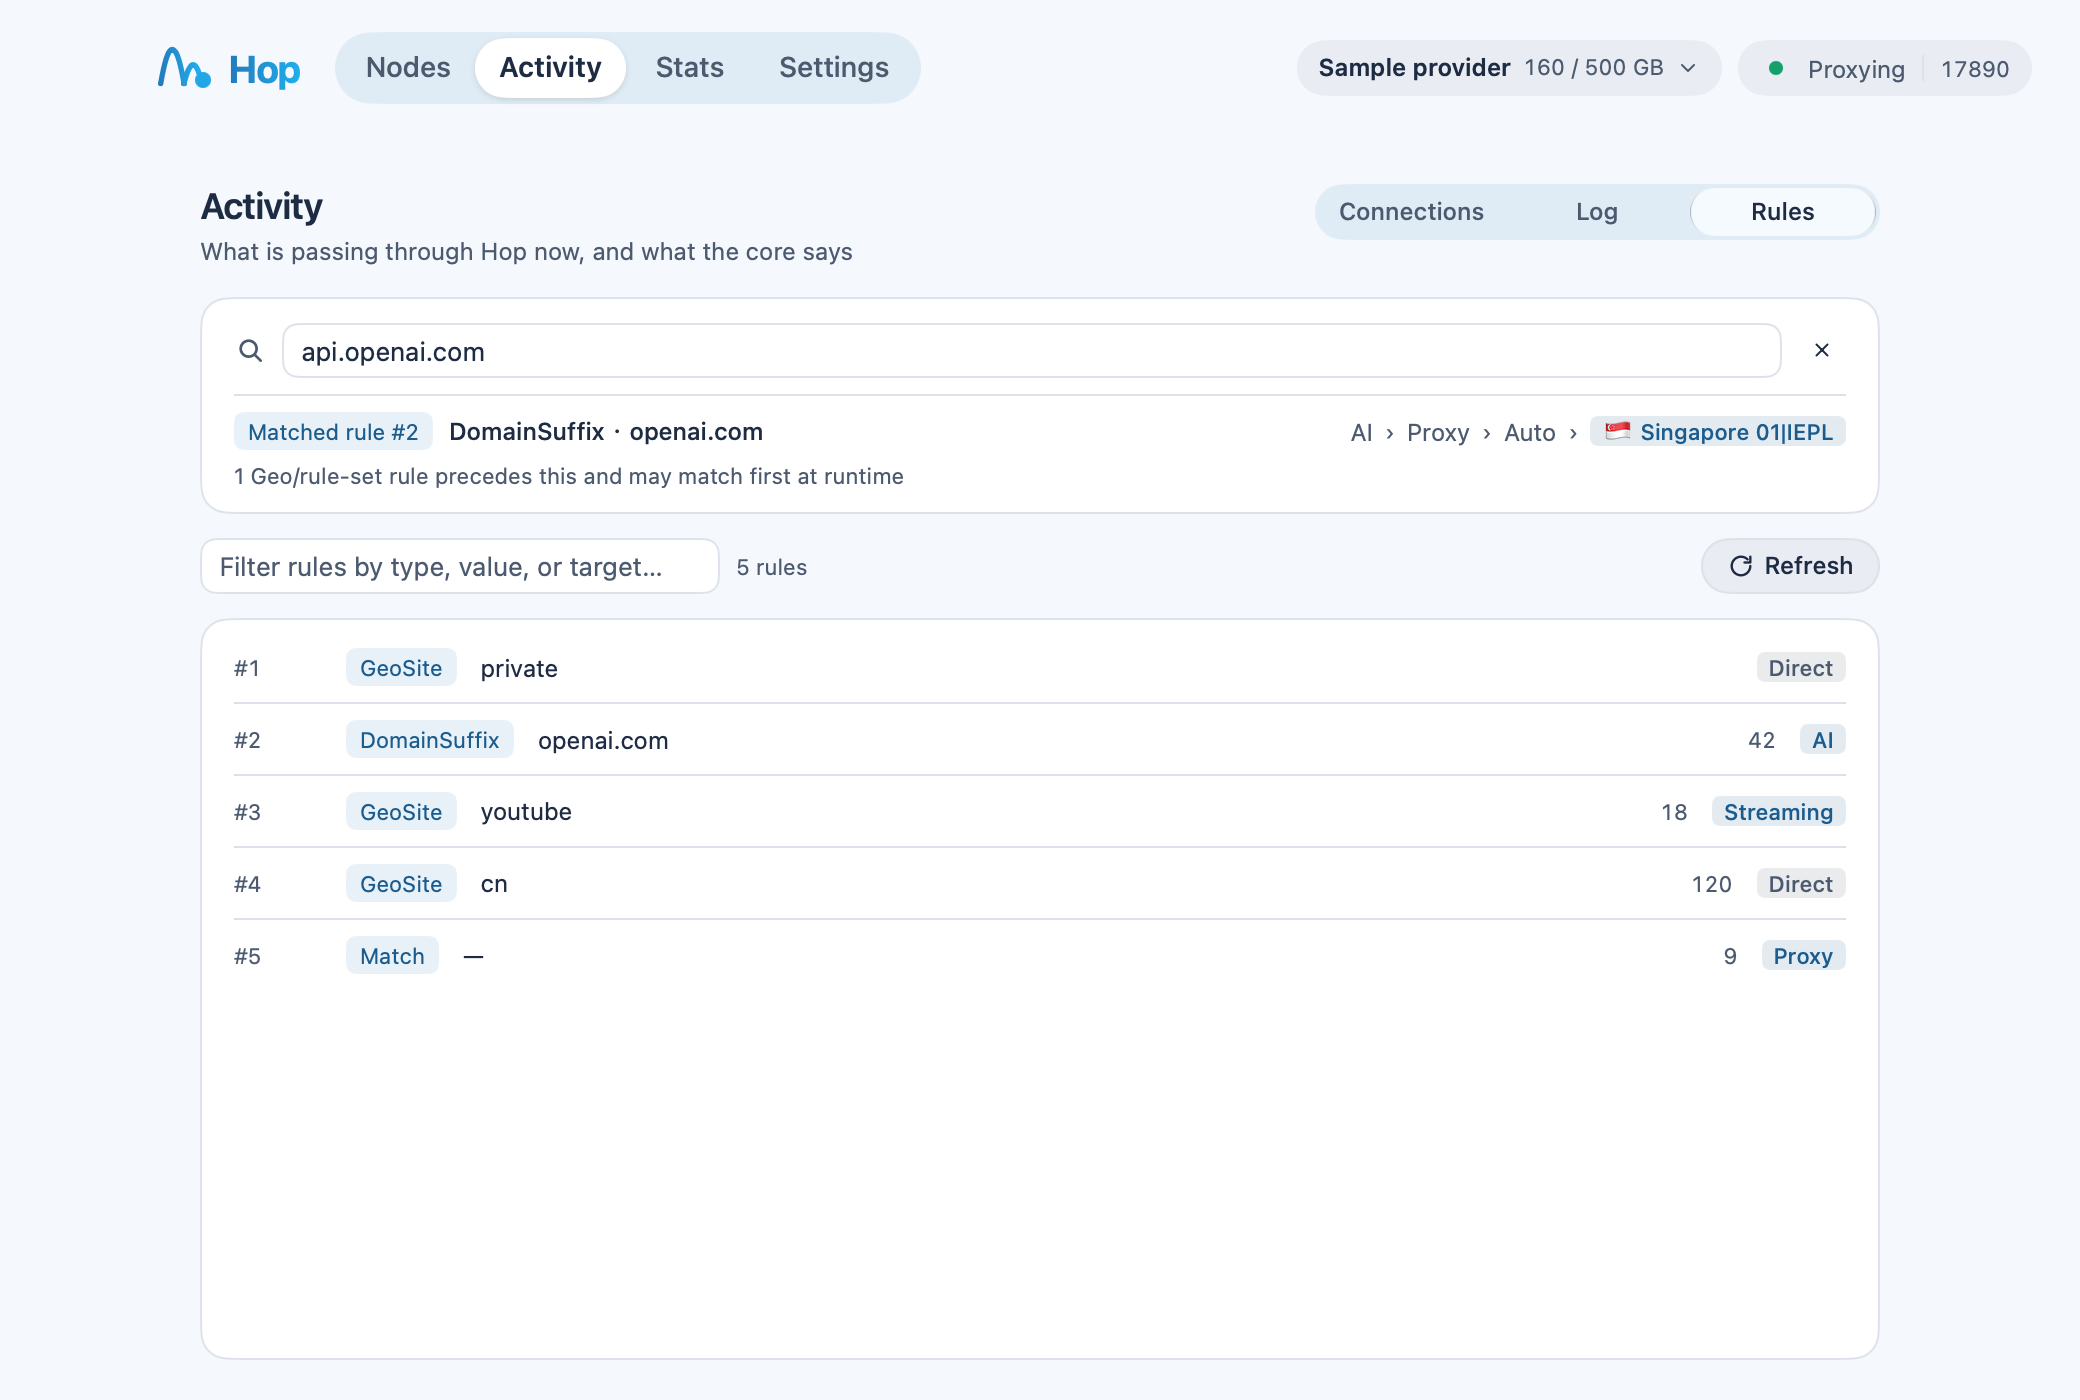 Hop Nodes Activity Stats Settings Sample provider 160 / 500 GB Proxying 17890
Activity
What is passing through Hop now, and what the core says
Connections Log Rules
api.openai.com
Matched rule #2 DomainSuffix · openai.com AI › Proxy › Auto › 🇸🇬 Singapore 01|IEPL
1 Geo/rule-set rule precedes this and may match first at runtime
Filter rules by type, value, or target... 5 rules Refresh
#1 GeoSite private Direct
#2 DomainSuffix openai.com 42 AI
#3 GeoSite youtube 18 Streaming
#4 GeoSite cn 120 Direct
#5 Match — 9 Proxy